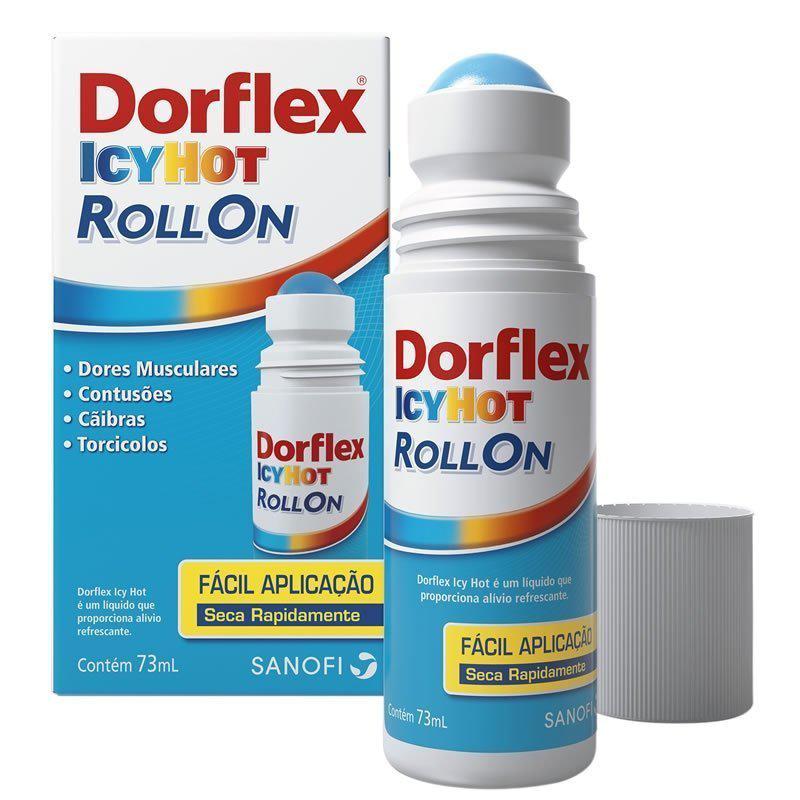 Dorflex®
ICYHOT
ROLLON
• Dores Musculares
• Contusões
• Cãibras
• Torcicolos
Dorflex
ICYHOT
ROLLON
FÁCIL APLICAÇÃO
Seca Rapidamente
Dorflex Icy Hot
é um líquido que
proporciona alívio
refrescante.
Contém 73mL
SANOFI
Dorflex
ICYHOT
ROLLON
Dorflex Icy Hot é um líquido que
proporciona alívio refrescante.
FÁCIL APLICAÇÃO
Seca Rapidamente
Contém 73mL
SANOFI